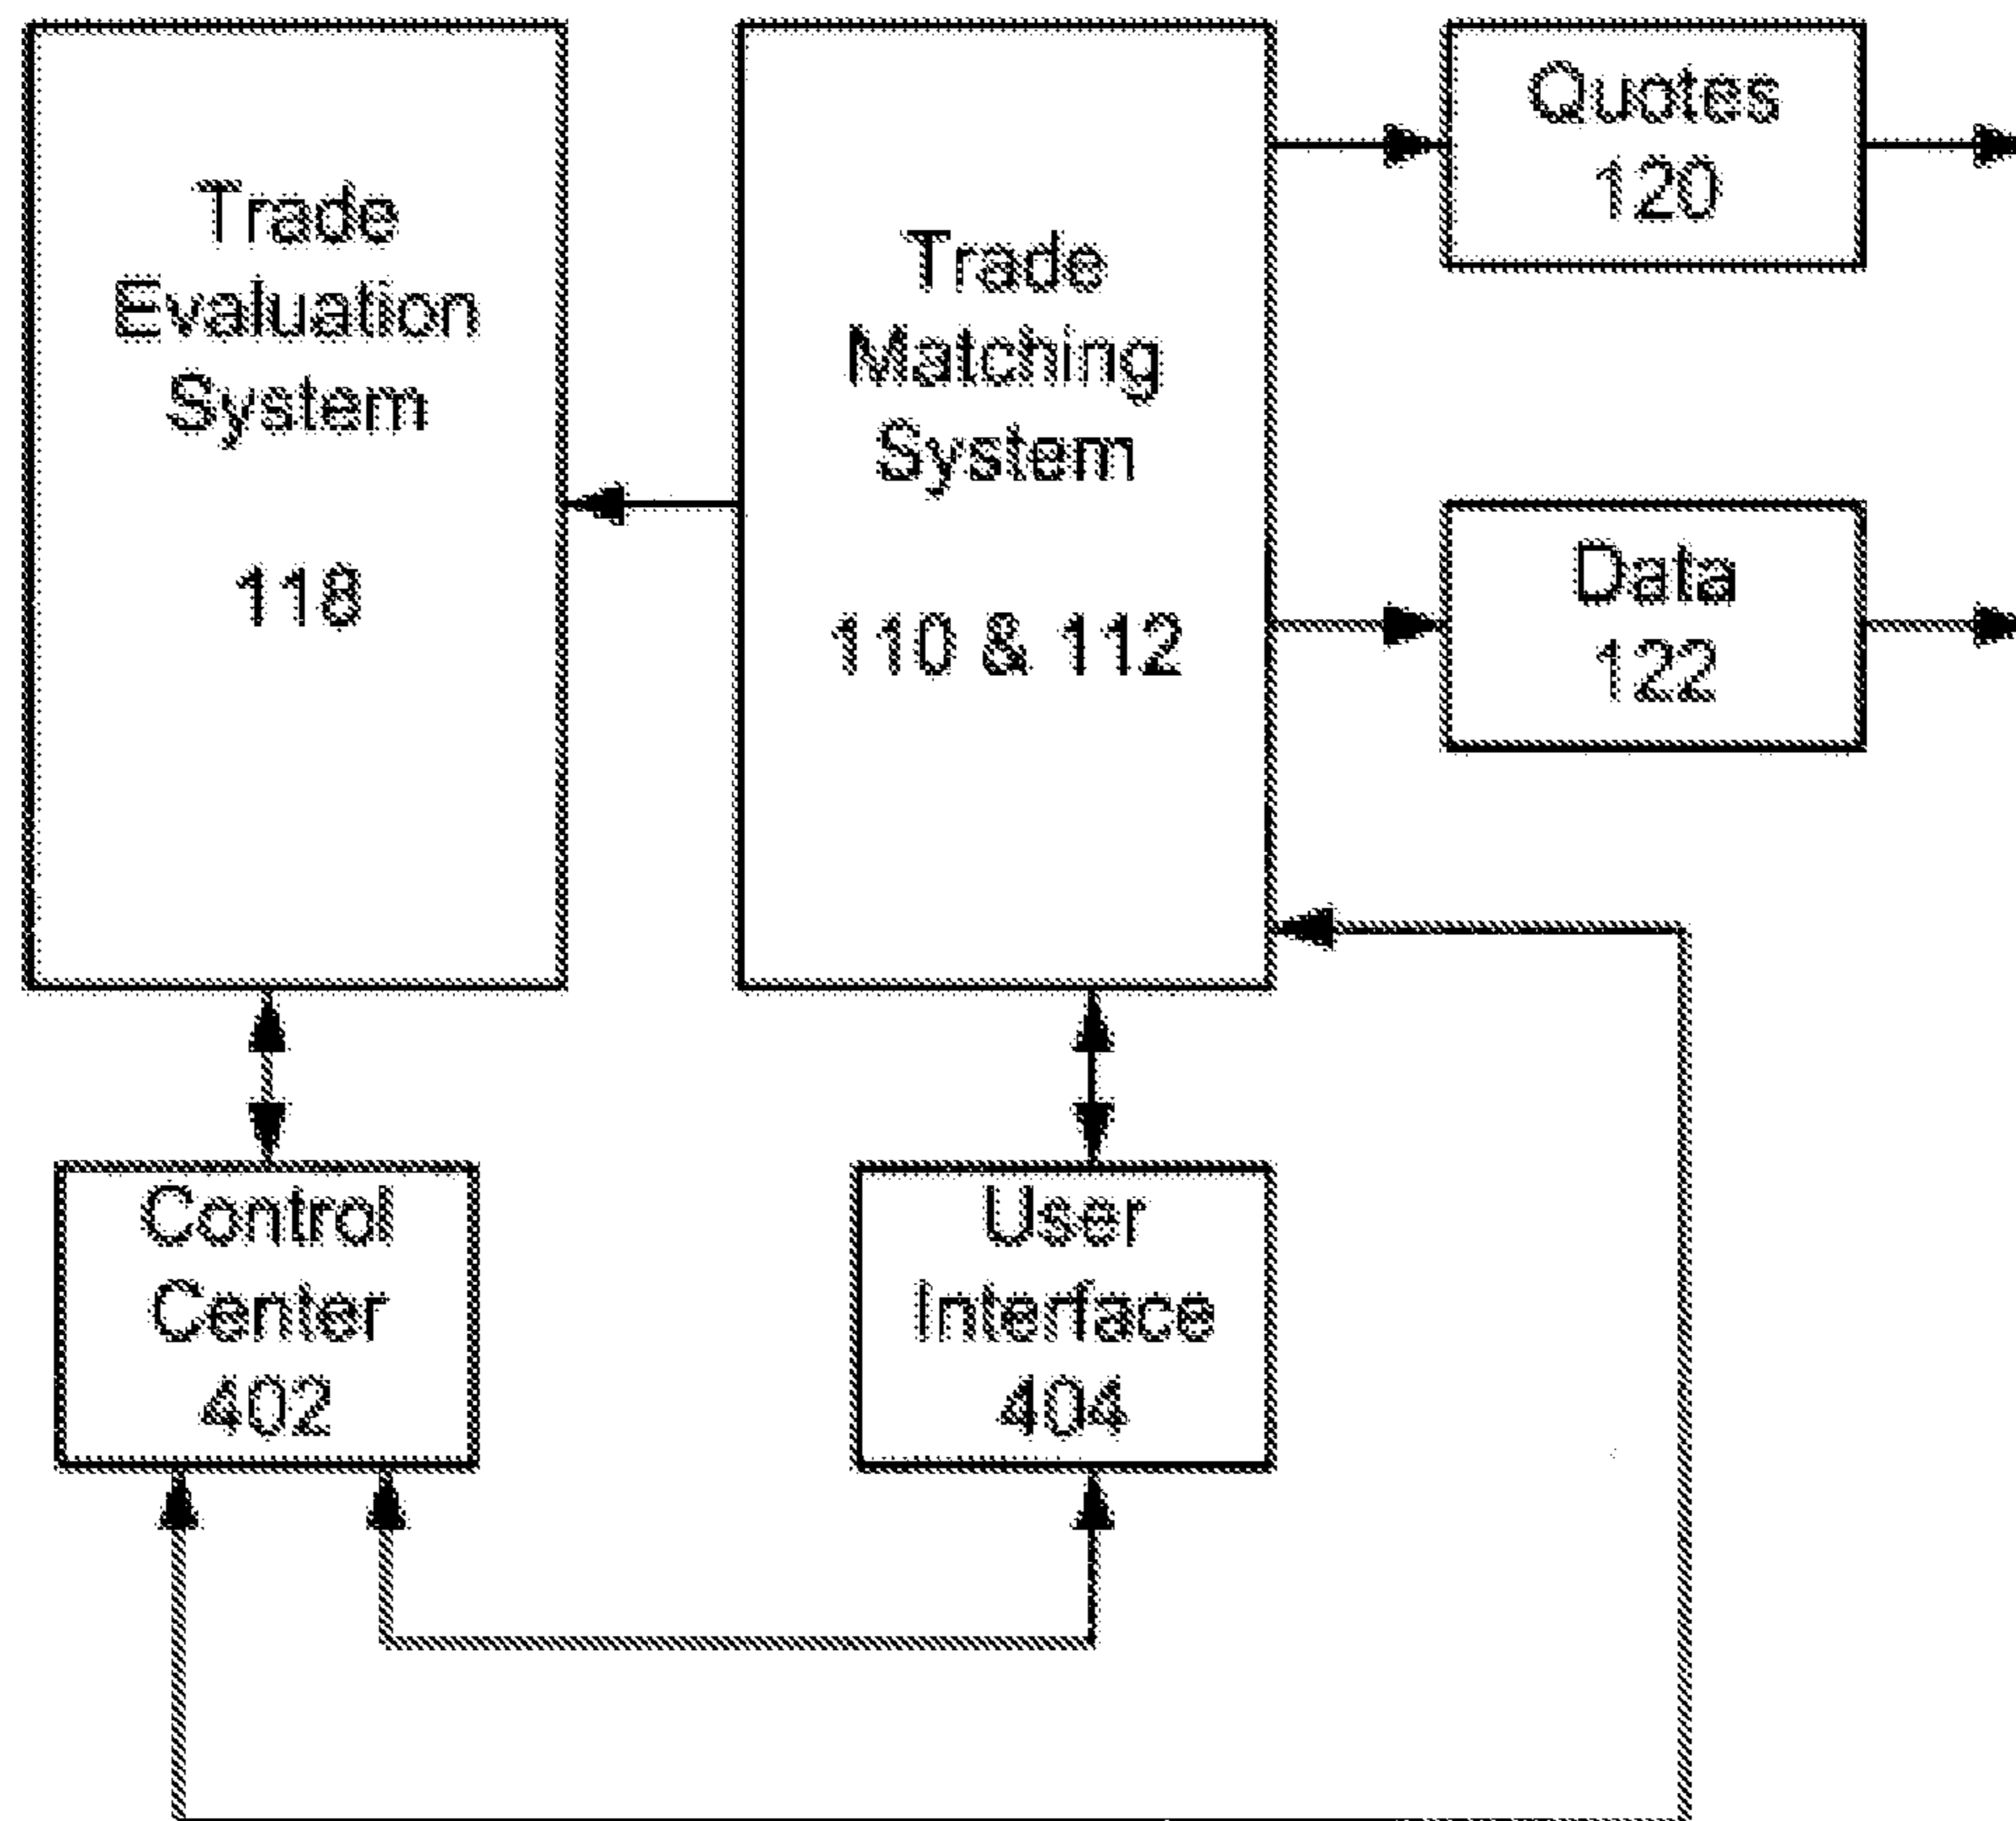 Trade
Evaluation
System
118
Trade
Matching
System
110 & 112
Quotes
120
Data
122
Control
Center
402
User
Interface
404